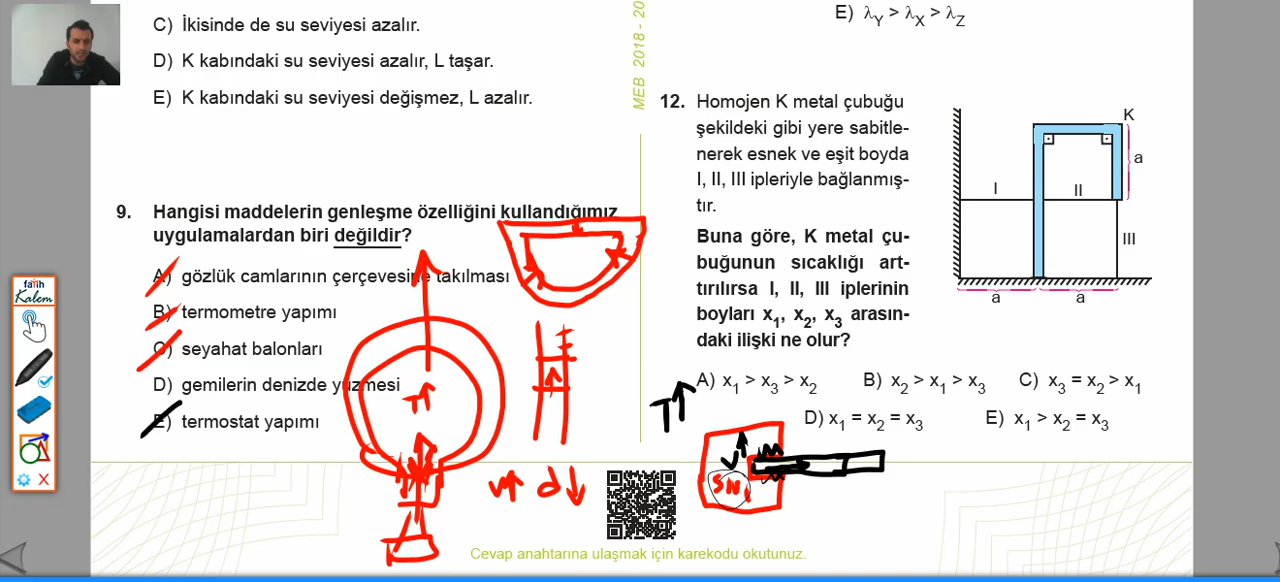 C) İkisinde de su seviyesi azalır.
D) K kabındaki su seviyesi azalır, L taşar.
E) K kabındaki su seviyesi değişmez, L azalır.
9. Hangisi maddelerin genleşme özelliğini kullandığımız
uygulamalardan biri değildir?
A) gözlük camlarının çerçevesine takılması
B) termometre yapımı
C) seyahat balonları
D) gemilerin denizde yüzmesi
E) termostat yapımı
T↑
d↓
MEB 2018 - 20
E) λY > λX > λZ
12. Homojen K metal çubuğu
şekildeki gibi yere sabitle-
nerek esnek ve eşit boyda
I, II, III ipleriyle bağlanmış-
tır.
Buna göre, K metal çu-
buğunun sıcaklığı art-
tırılırsa I, II, III iplerinin
boyları x1, x2, x3 arasın-
daki ilişki ne olur?
K
a
I
II
III
a
a
A) x1 > x3 > x2 B) x2 > x1 > x3 C) x3 = x2 > x1
D) x1 = x2 = x3 E) x1 > x2 = x3
T↑
fatih
Kalem
X
Cevap anahtarına ulaşmak için karekodu okutunuz.